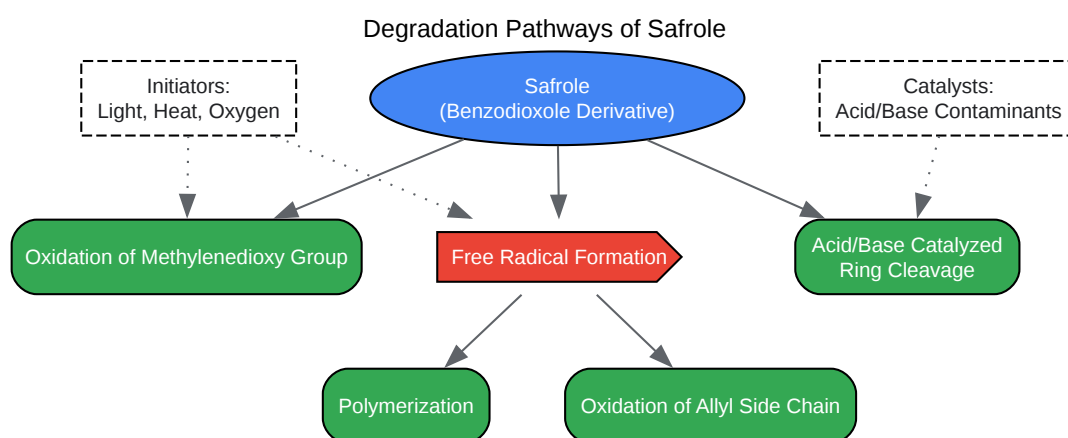 Degradation Pathways of Safrole
Initiators:
Light, Heat, Oxygen
Safrole
(Benzodioxole Derivative)
Catalysts:
Acid/Base Contaminants
Oxidation of Methylenedioxy Group
Free Radical Formation
Acid/Base Catalyzed
Ring Cleavage
Polymerization
Oxidation of Allyl Side Chain